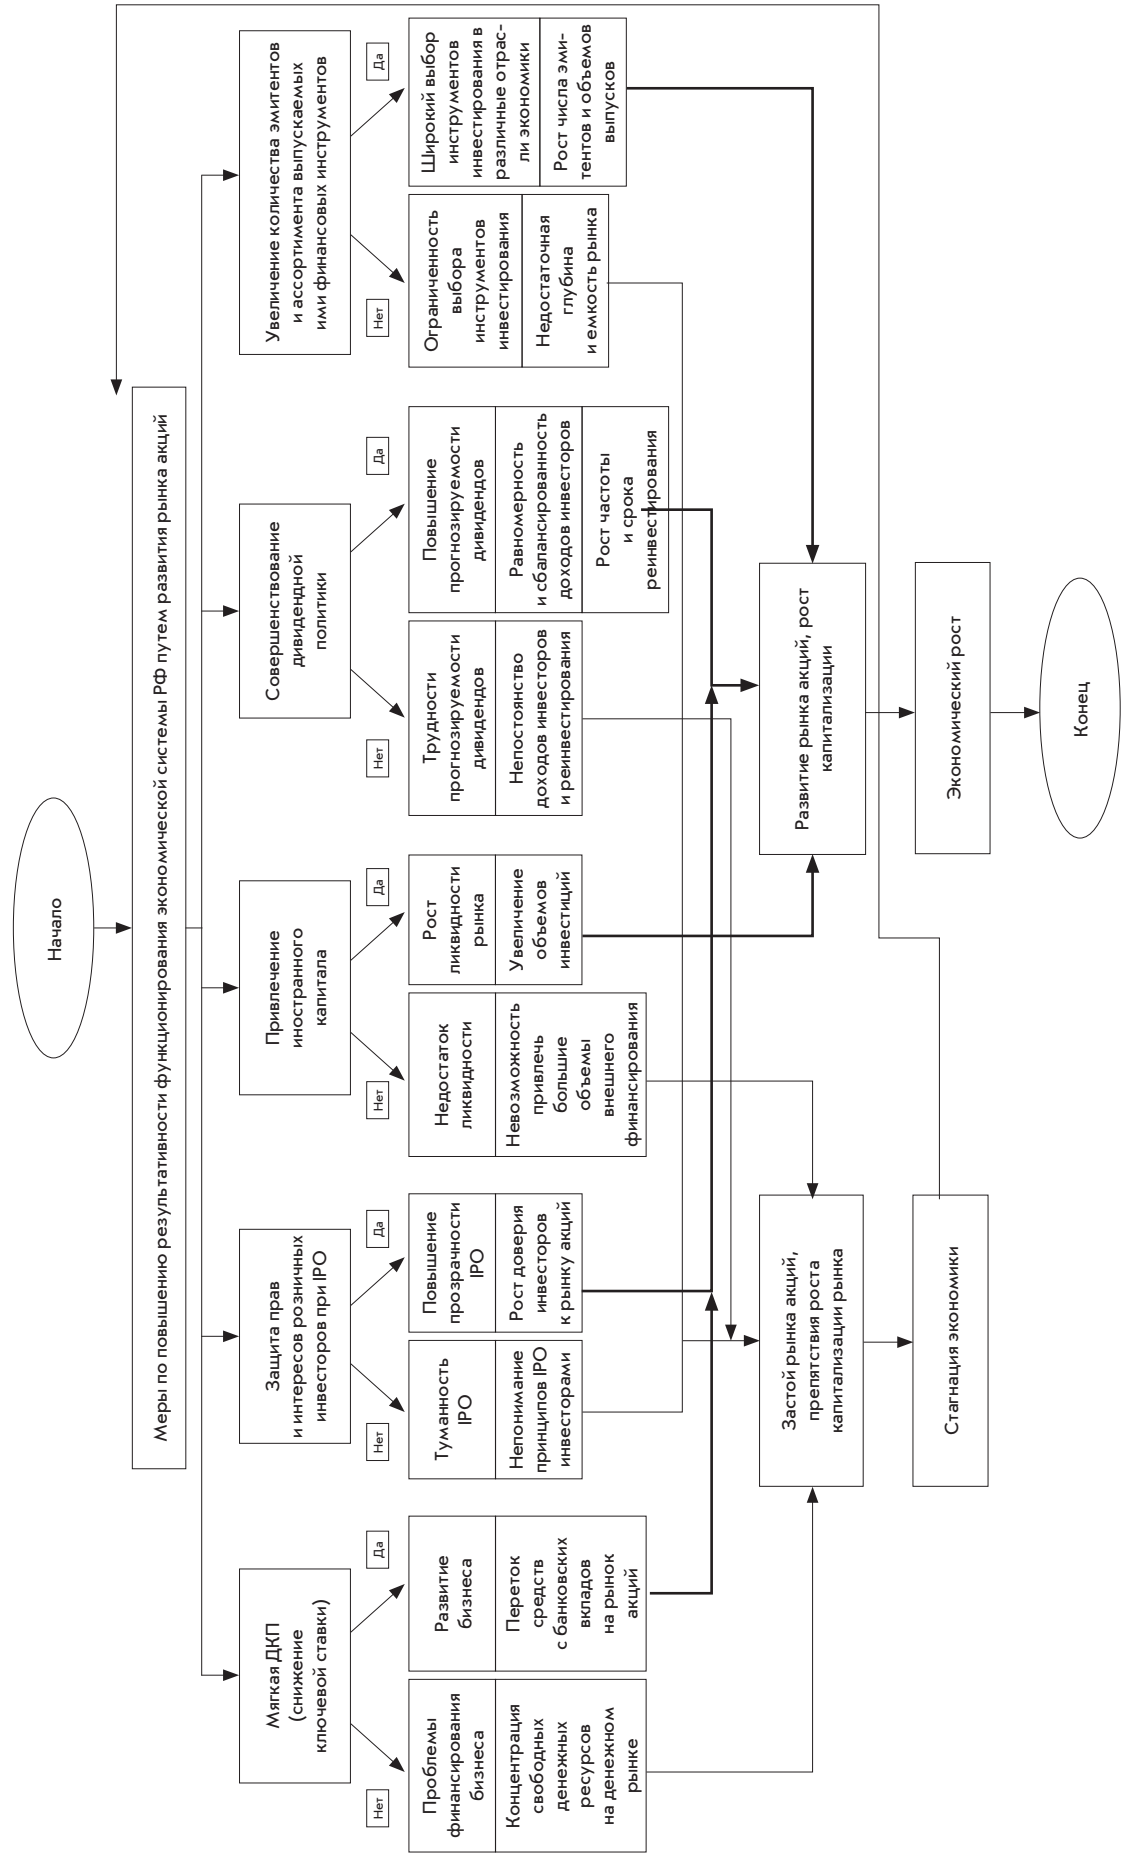 Начало
Меры по повышению результативности функционирования экономической системы РФ путем развития рынка акций
Мягкая ДКП
(снижение
ключевой ставки)
Защита прав
и интересов розничных
инвесторов при IPO
Привлечение
иностранного
капитала
Совершенствование
дивидендной
политики
Увеличение количества эмитентов
и ассортимента выпускаемых
ими финансовых инструментов
Нет
Да
Нет
Да
Нет
Да
Нет
Да
Нет
Да
Проблемы
финансирования
бизнеса
Концентрация
свободных
денежных
ресурсов
на денежном
рынке
Развитие
бизнеса
Переток
средств
с банковских
вкладов
на рынок
акций
Туманность
IPO
Непонимание
принципов IPO
инвесторами
Повышение
прозрачности
IPO
Рост доверия
инвесторов
к рынку акций
Недостаток
ликвидности
Невозможность
привлечь
большие
объемы
внешнего
финансирования
Рост
ликвидности
рынка
Увеличение
объемов
инвестиций
Трудности
прогнозируемости
дивидендов
Непостоянство
доходов инвесторов
и реинвестирования
Повышение
прогнозируемости
дивидендов
Равномерность
и сбалансированность
доходов инвесторов
Рост частоты
и срока
реинвестирования
Ограниченность
выбора
инструментов
инвестирования
Недостаточная
глубина
и емкость рынка
Широкий выбор
инструментов
инвестирования в
различные отрас-
ли экономики
Рост числа эми-
тентов и объемов
выпусков
Застой рынка акций,
препятствия роста
капитализации рынка
Развитие рынка акций, рост
капитализации
Стагнация экономики
Экономический рост
Конец